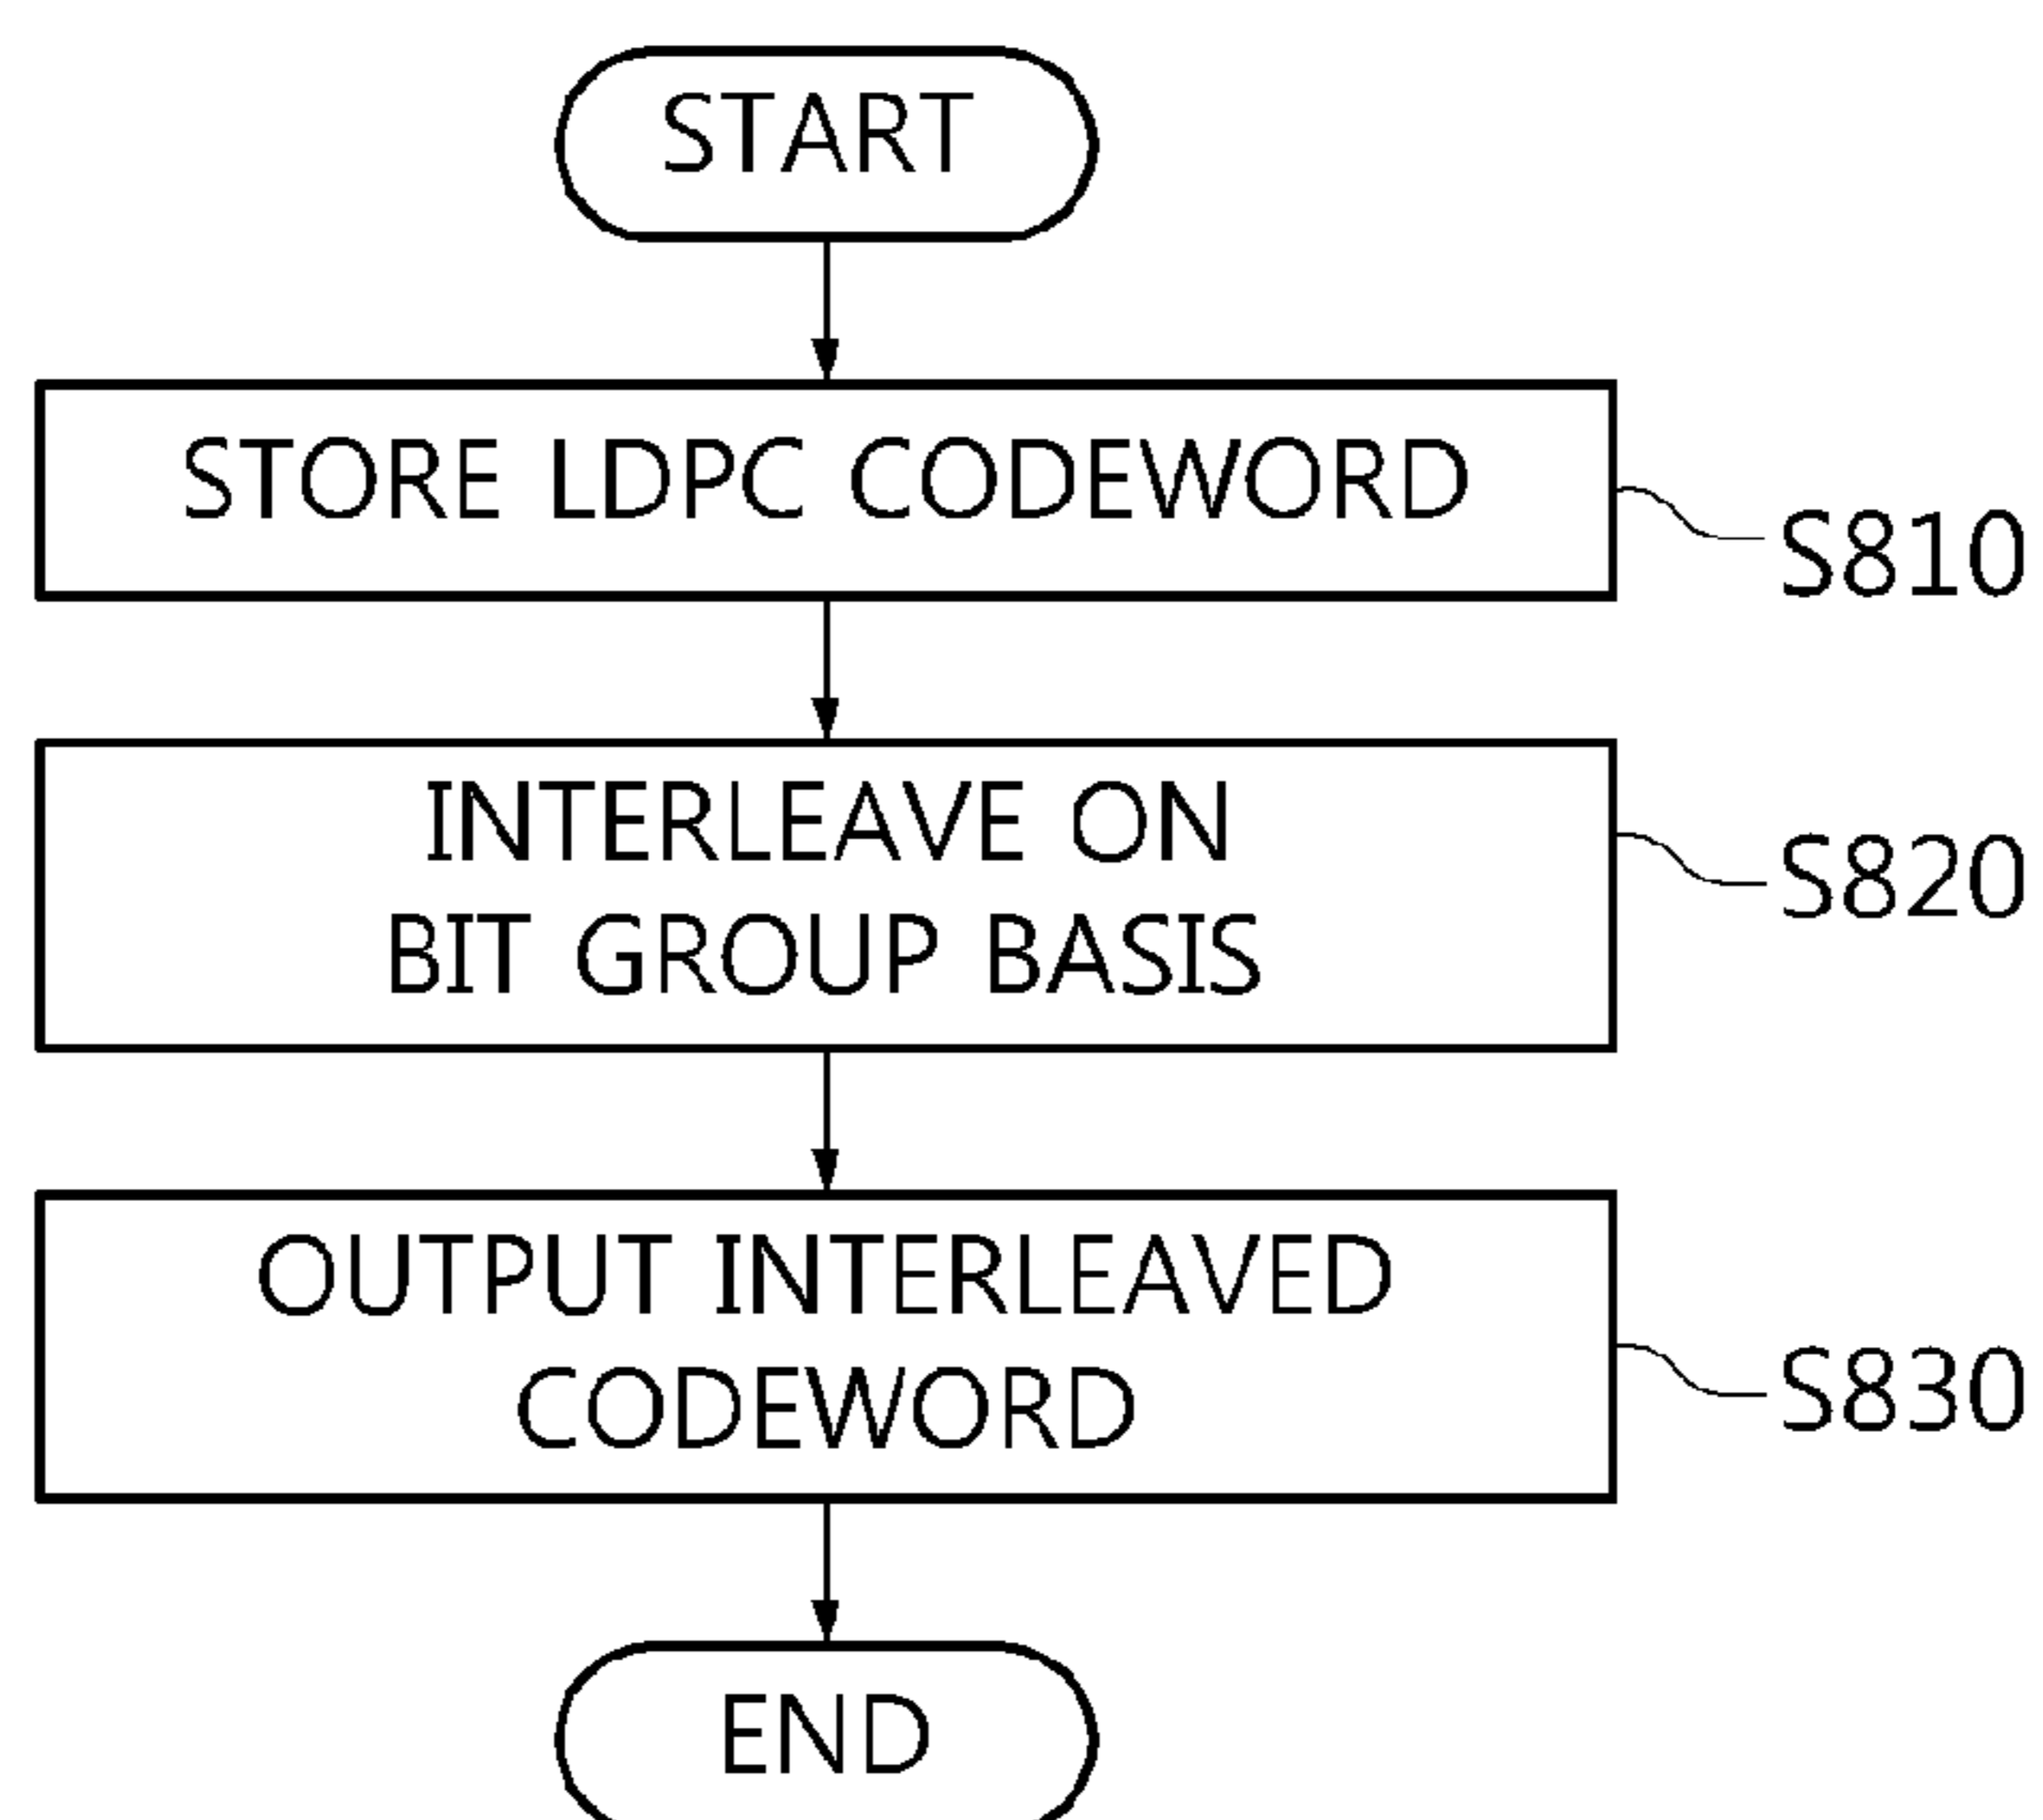 START
STORE LDPC CODEWORD
S810
INTERLEAVE ON
BIT GROUP BASIS
S820
OUTPUT INTERLEAVED
CODEWORD
S830
END